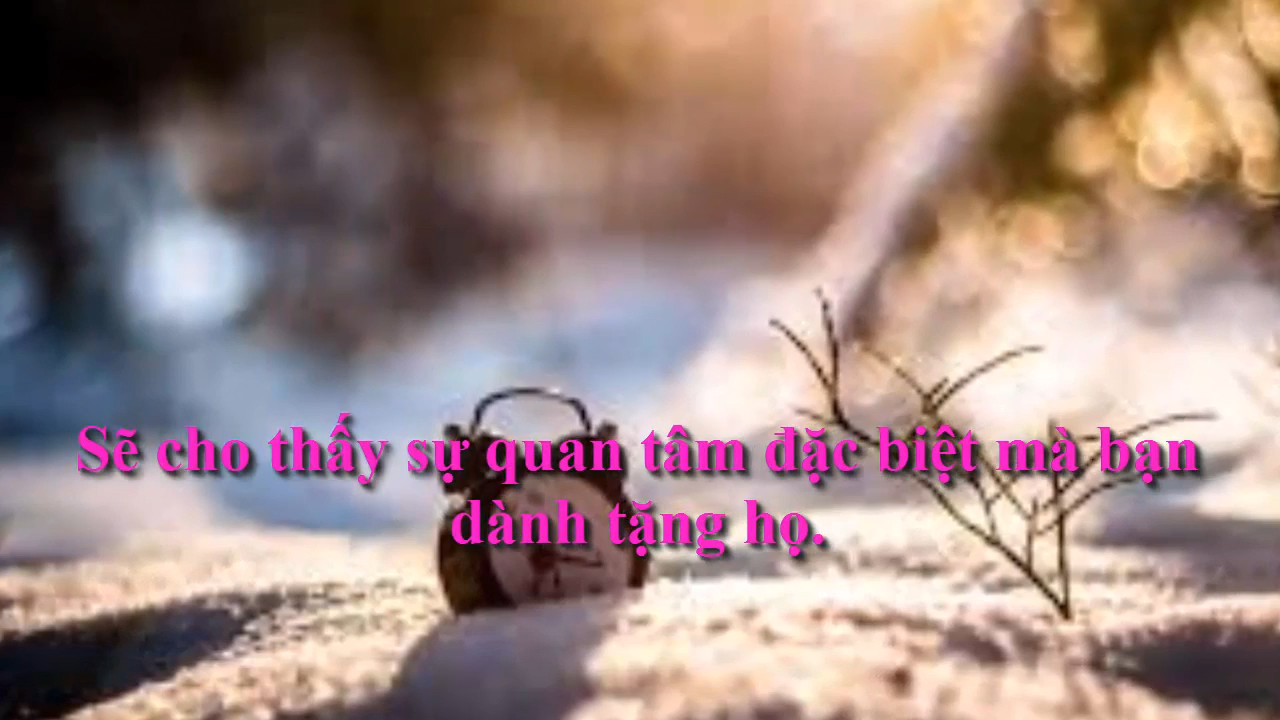 Sẽ cho thấy sự quan tâm đặc biệt mà bạn
dành tặng họ.